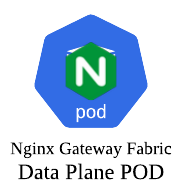 N
pod
Nginx Gateway Fabric
Data Plane POD